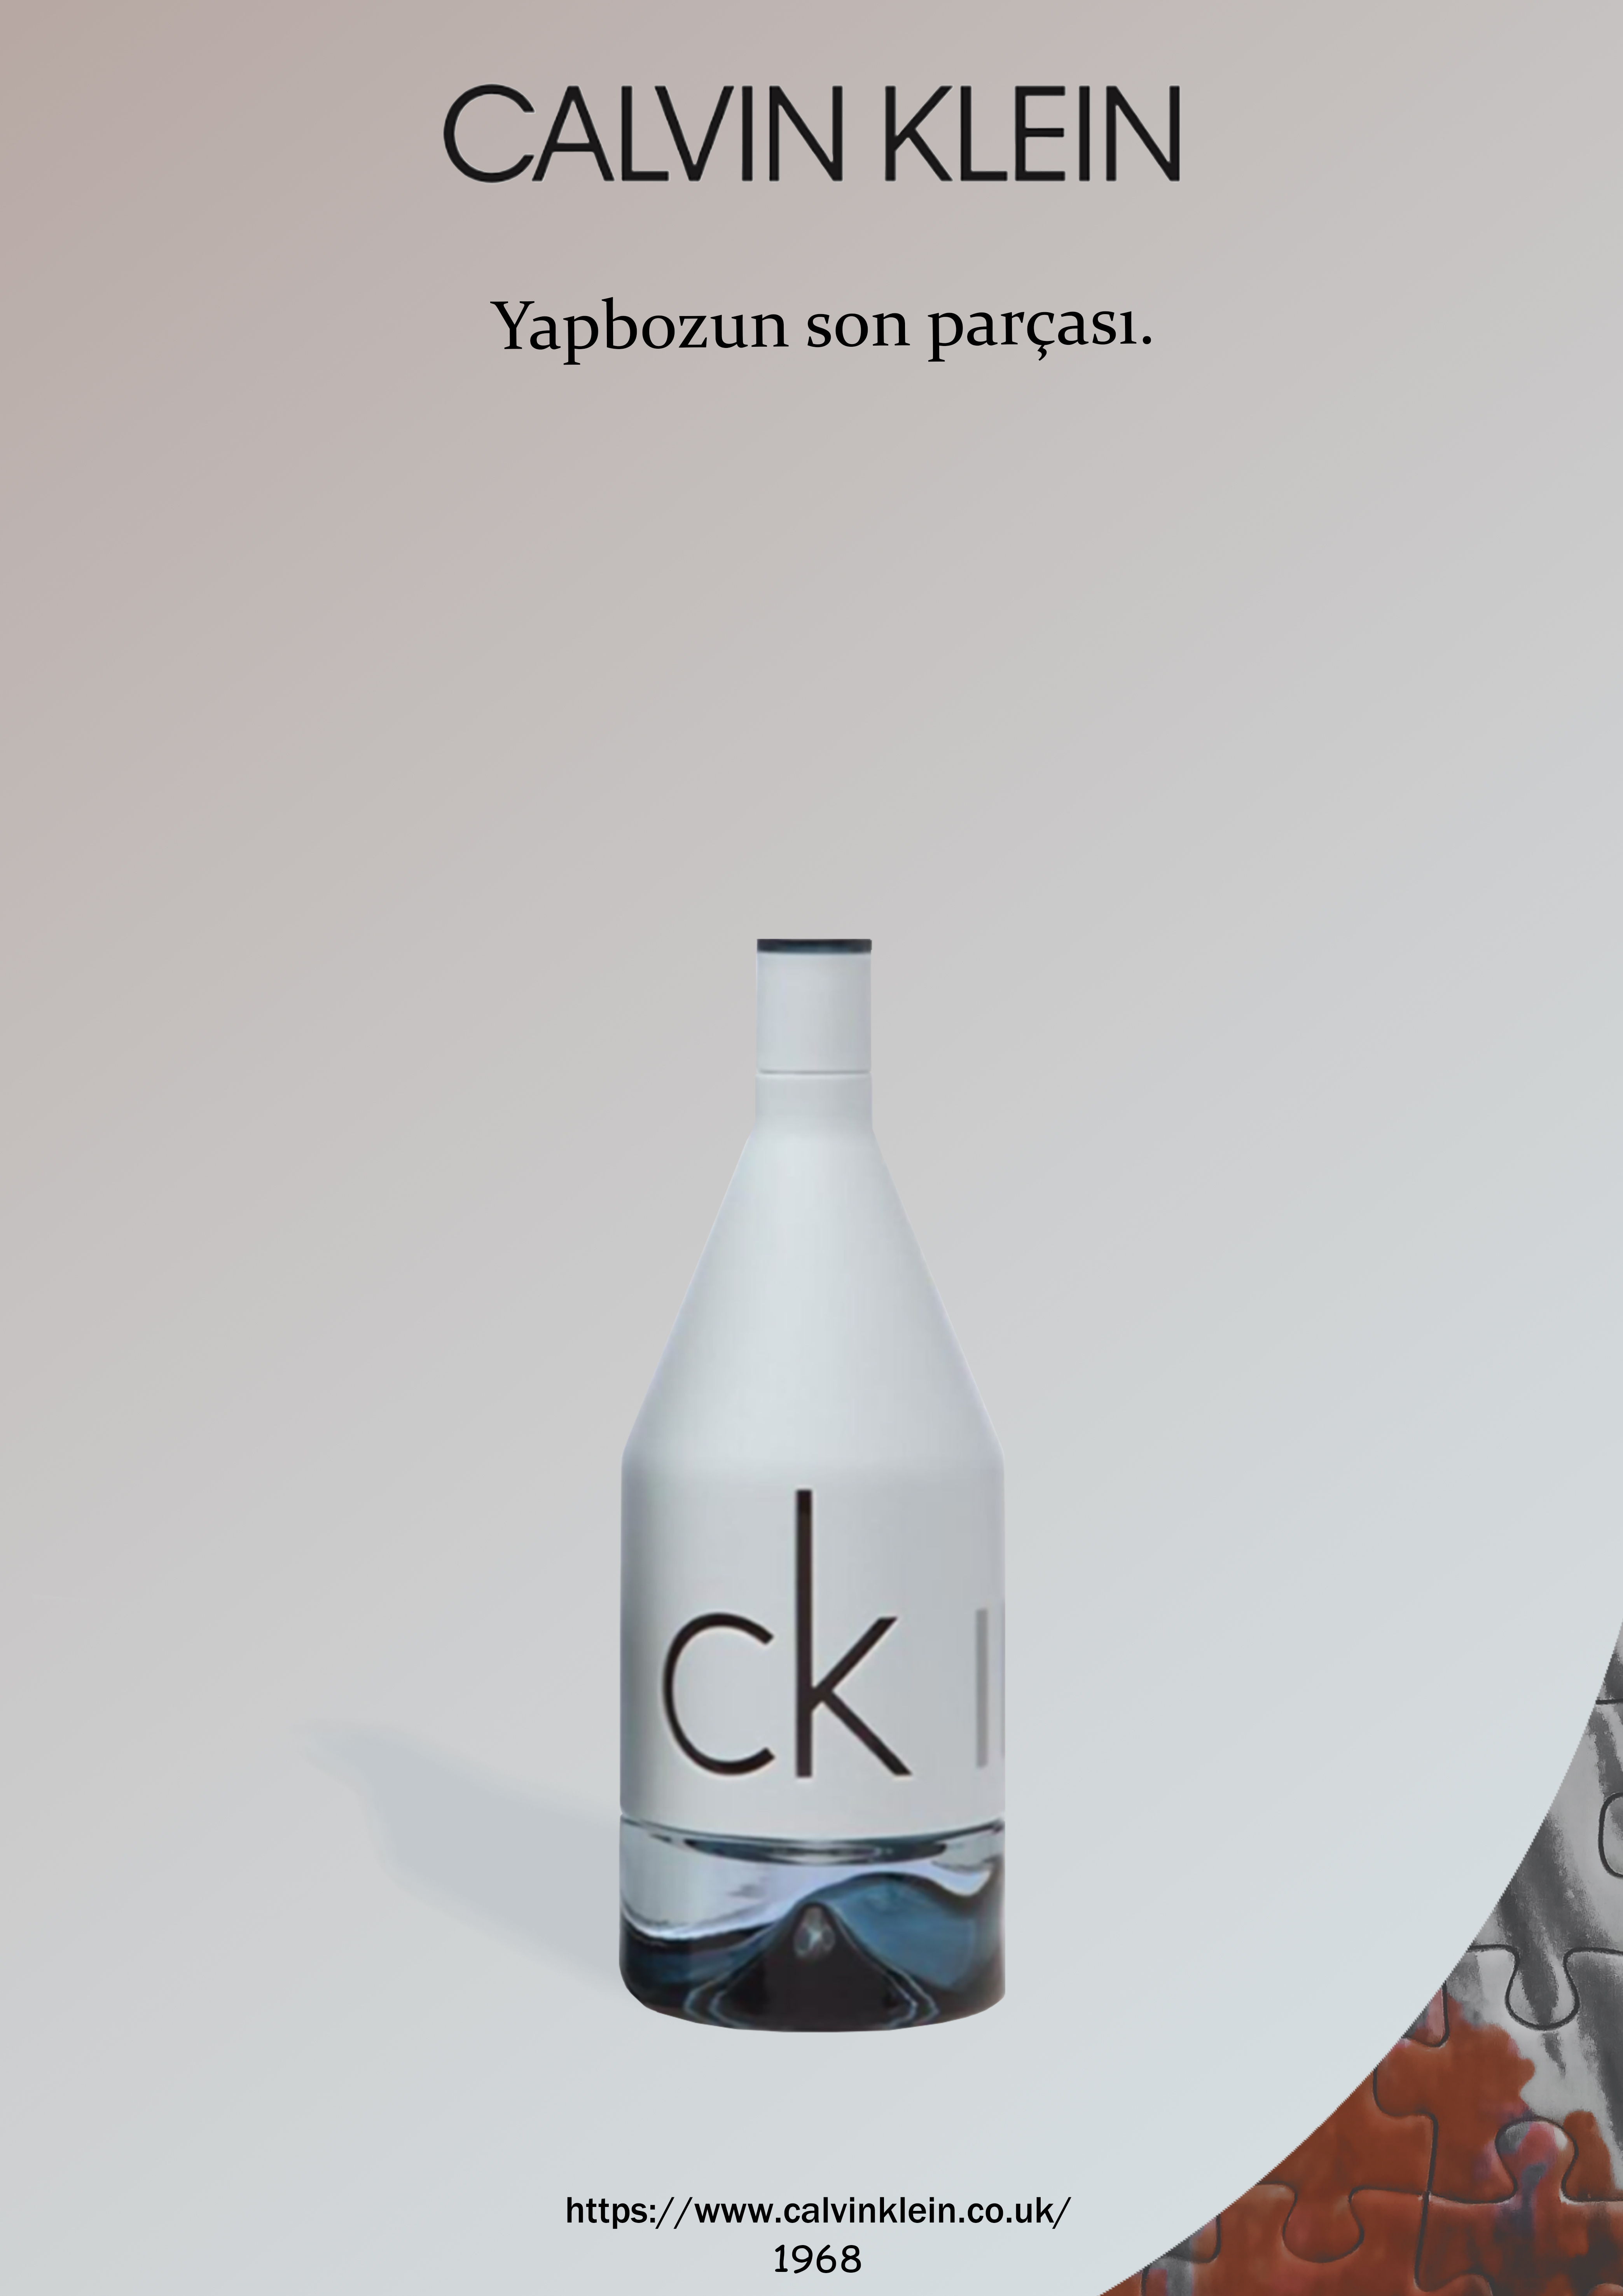 CALVIN KLEIN
Yapbozun son parçası.
ck I
https://www.calvinklein.co.uk/
1968